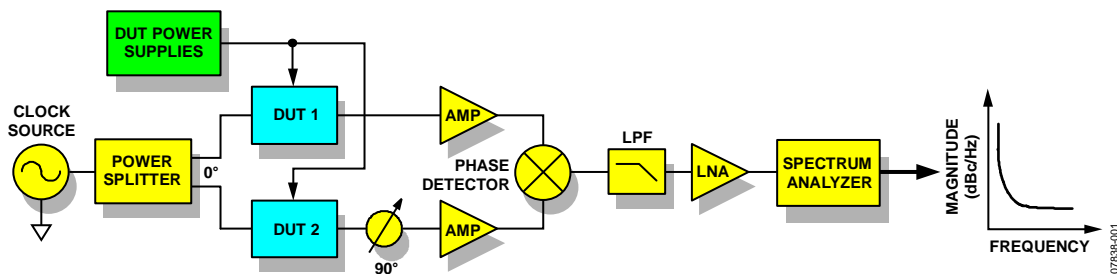 DUT POWER
SUPPLIES
CLOCK
SOURCE
POWER
SPLITTER
0°
DUT 1
DUT 2
90°
AMP
AMP
PHASE
DETECTOR
LPF
LNA
SPECTRUM
ANALYZER
MAGNITUDE
(dBc/Hz)
FREQUENCY
07838-001